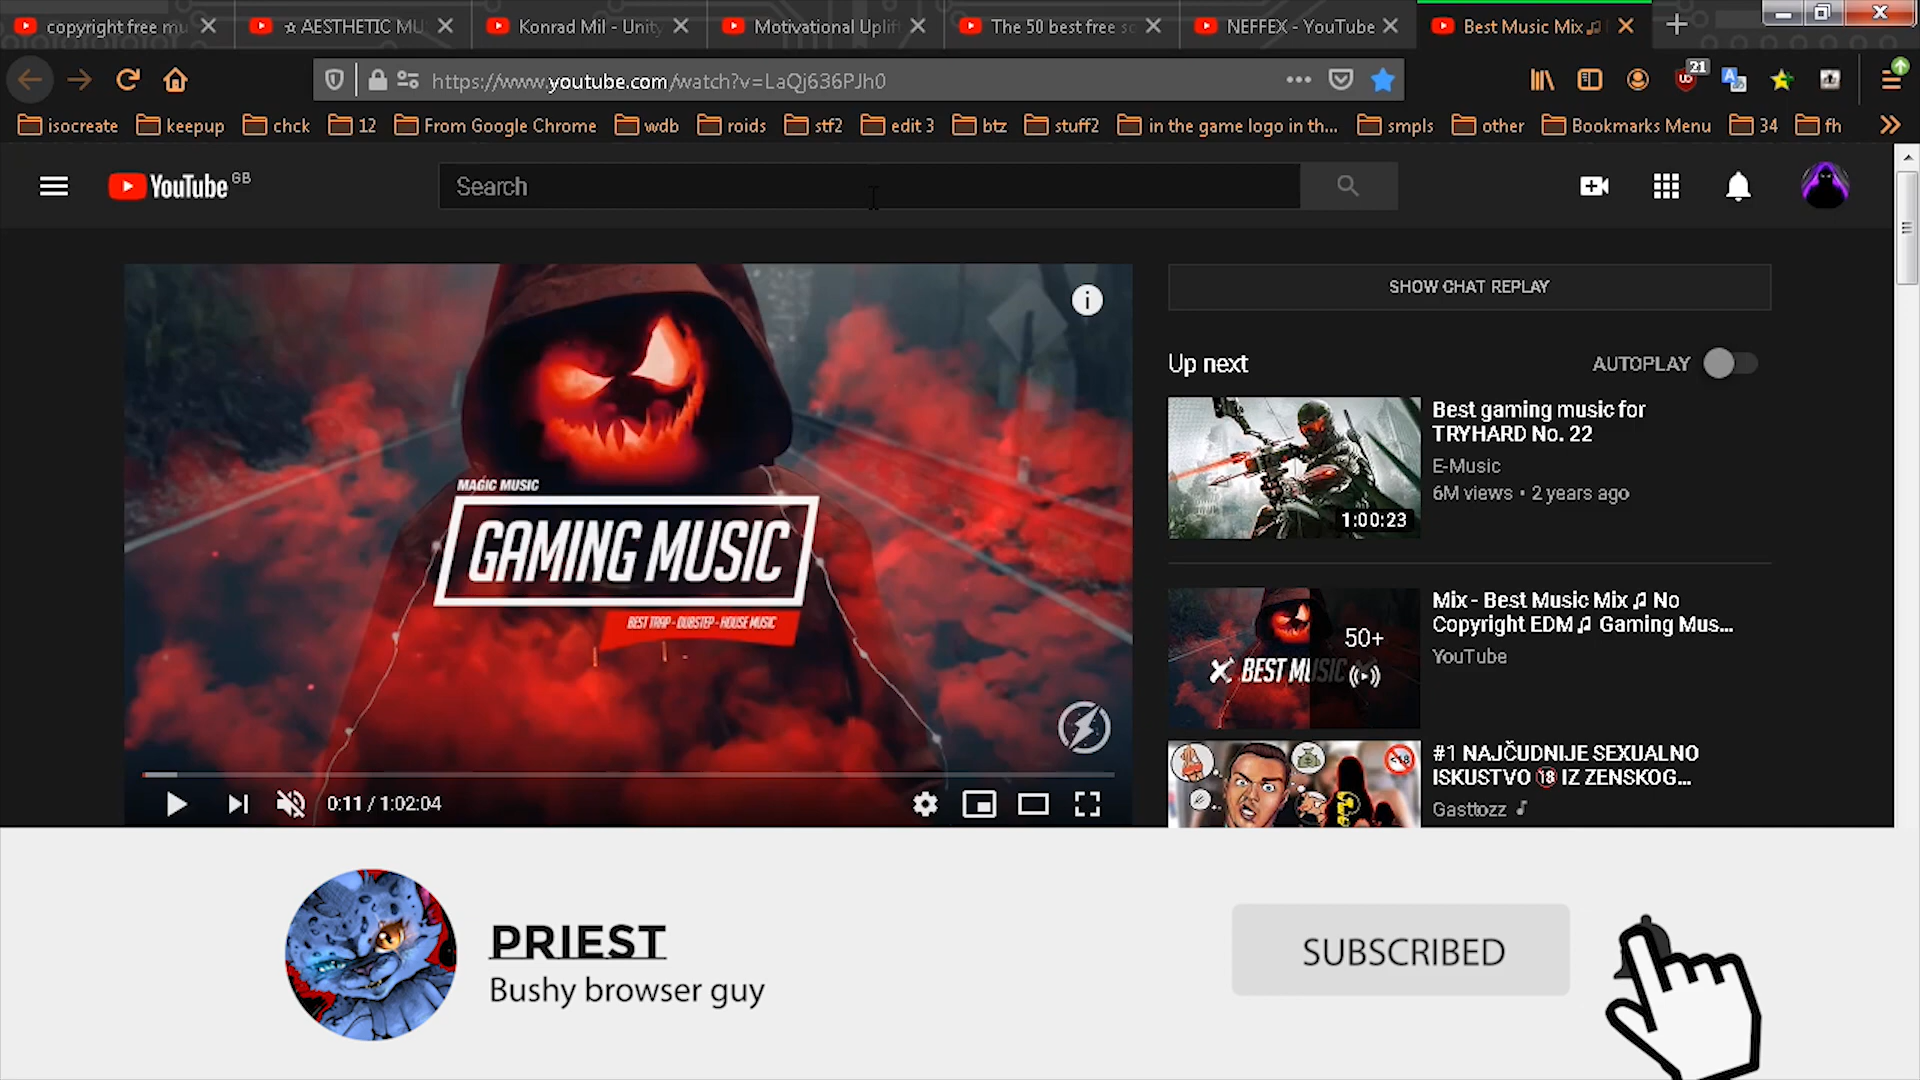 copyright free mu
☆ AESTHETIC MU
Konrad Mil - Unity
Motivational Uplift
The 50 best free so
NEFFEX - YouTube
Best Music Mix ♫
https://www.youtube.com/watch?v=LaQj636PJh0
21
isocreate
keepup
chck
12
From Google Chrome
wdb
roids
stf2
edit 3
btz
stuff2
in the game logo in th...
smpls
other
Bookmarks Menu
34
fh
YouTube GB
Search
SHOW CHAT REPLAY
Up next
AUTOPLAY
Best gaming music for
TRYHARD No. 22
E-Music
6M views • 2 years ago
1:00:23
MAGIC MUSIC
GAMING MUSIC
BEST TRAP - DUBSTEP - HOUSE MUSIC
Mix - Best Music Mix ♫ No
Copyright EDM ♫ Gaming Mus...
YouTube
50+
BEST MUSIC
#1 NAJČUDNIJE SEXUALNO
ISKUSTVO 🔞 IZ ZENSKOG...
Gasttozz ♪
<18
0:11 / 1:02:04
PRIEST
Bushy browser guy
SUBSCRIBED